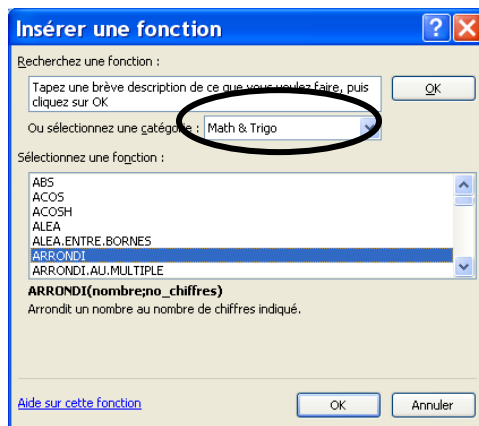 Insérer une fonction
Recherchez une fonction :
Tapez une brève description de ce que vous voulez faire, puis
cliquez sur OK
OK
Ou sélectionnez une catégorie : Math & Trigo
Sélectionnez une fonction :
ABS
ACOS
ACOSH
ALEA
ALEA.ENTRE.BORNES
ARRONDI
ARRONDI.AU.MULTIPLE
ARRONDI(nombre;no_chiffres)
Arrondit un nombre au nombre de chiffres indiqué.
Aide sur cette fonction
OK
Annuler